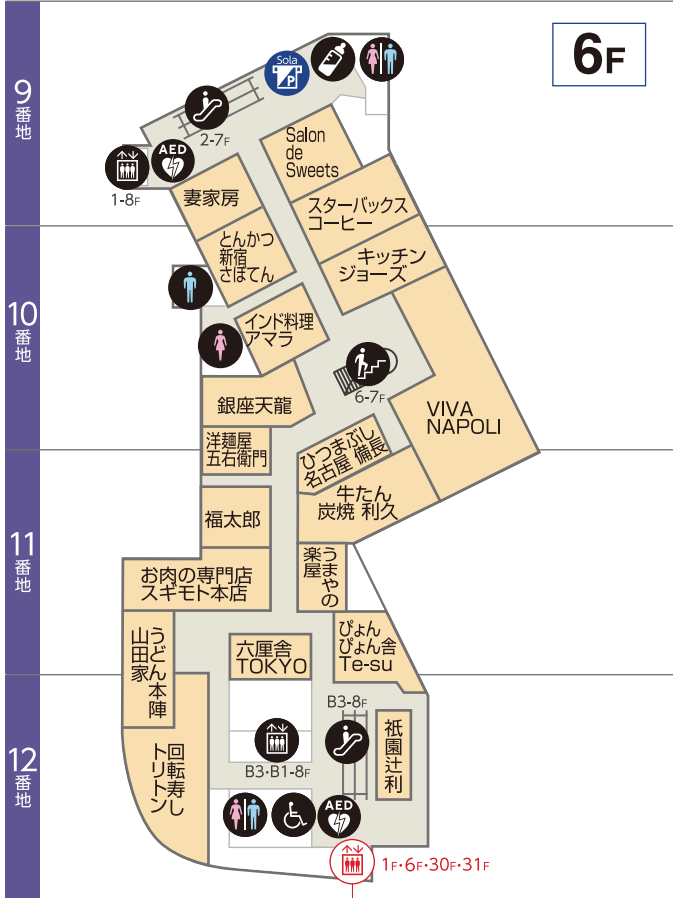 6F
9
番地
Sola
P
2-7F
AED
1-8F
Salon
de
Sweets
妻家房
スターバックス
コーヒー
とんかつ
新宿
さぼてん
キッチン
ジョーズ
10
番地
インド料理
アマラ
6-7F
銀座天龍
VIVA
NAPOLI
洋麺屋
五右衛門
ひつまぶし
名古屋 備長
牛たん
炭焼 利久
11
番地
福太郎
うまやの
楽屋
お肉の専門店
スギモト本店
うどん本陣
山田家
六厘舎
TOKYO
ぴょん
ぴょん舎
Te-su
12
番地
B3-8F
B3・B1-8F
祇園辻利
回転寿し
トリトン
AED
1F・6F・30F・31F